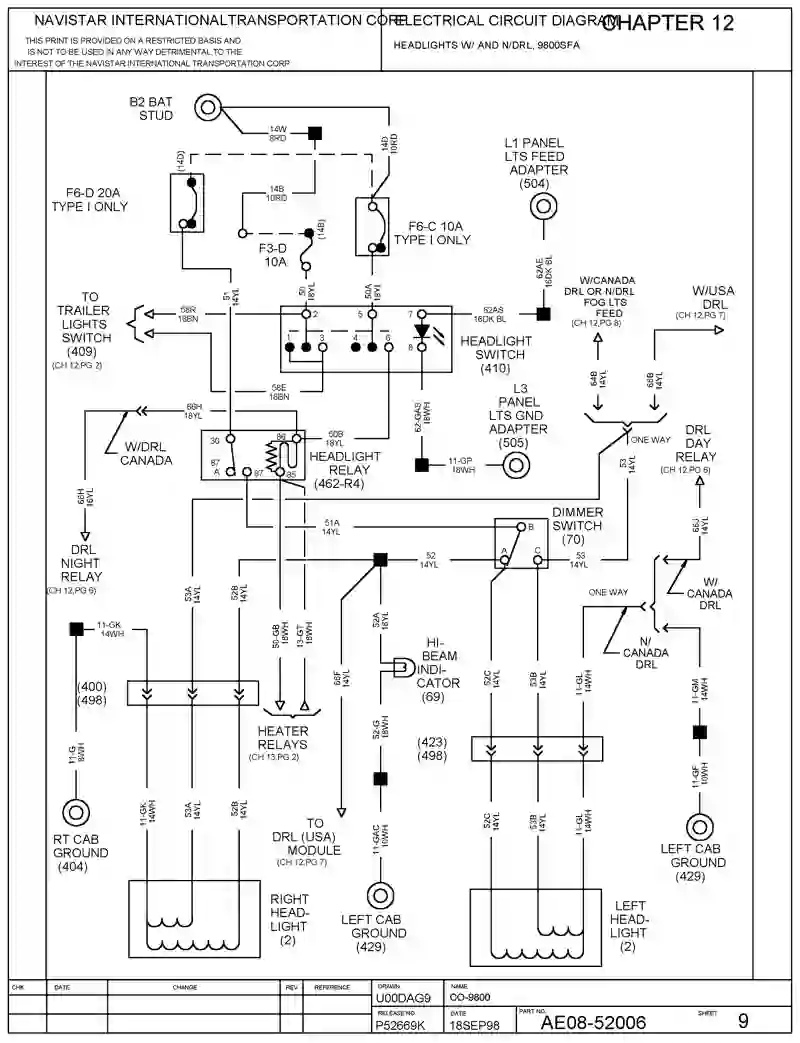 NAVISTAR INTERNATIONALTRANSPORTATION CORP
ELECTRICAL CIRCUIT DIAGRAM
CHAPTER 12
THIS PRINT IS PROVIDED ON A RESTRICTED BASIS AND
IS NOT TO BE USED IN ANY WAY DETRIMENTAL TO THE
INTEREST OF THE NAVISTAR INTERNATIONAL TRANSPORTATION CORP
HEADLIGHTS W/ AND N/DRL, 9800SFA
B2 BAT
STUD
14W
8RD
14D
10RD
(14D)
L1 PANEL
LTS FEED
ADAPTER
(504)
F6-D 20A
TYPE I ONLY
14B
10RD
(14B)
F3-D
10A
F6-C 10A
TYPE I ONLY
62AE
16DK BL
51
14YL
50
18YL
50A
W/CANADA
DRL OR N/DRL
FOG LTS
FEED
(CH 12,PG 8)
W/USA
DRL
(CH 12,PG 7)
TO
TRAILER
LIGHTS
SWITCH
(409)
(CH 12,PG 2)
58R
18BN
2
5
7
62AS
16DK BL
1
3
4
6
8
HEADLIGHT
SWITCH
(410)
58E
18BN
62-GAS
18WH
L3
PANEL
LTS GND
ADAPTER
(505)
64B
14YL
68B
14YL
66H
18YL
W/DRL
CANADA
30
86
50B
18YL
87
A
87
85
HEADLIGHT
RELAY
(462-R4)
11-GP
18WH
ONE WAY
53
14YL
DRL
DAY
RELAY
(CH 12,PG 6)
66H
DRL
NIGHT
RELAY
(CH 12,PG 6)
51A
14YL
B
A
C
DIMMER
SWITCH
(70)
66J
14YL
52
14YL
53
14YL
53A
14YL
52B
14YL
50-GB
18WH
13-GT
18WH
52A
18YL
ONE WAY
W/
CANADA
DRL
N/
CANADA
DRL
11-GK
14WH
HI-
BEAM
INDI-
CATOR
(69)
66F
14YL
52C
14YL
53B
14YL
11-GL
14WH
11-GM
14WH
(400)
(498)
HEATER
RELAYS
(CH 13,PG 2)
52-G
18WH
(423)
(498)
11-G
8WH
11-GF
10WH
11-GK
14WH
53A
14YL
52B
14YL
TO
DRL (USA)
MODULE
(CH 12,PG 7)
11-GAC
10WH
52C
14YL
53B
14YL
11-GL
14WH
RT CAB
GROUND
(404)
LEFT CAB
GROUND
(429)
RIGHT
HEAD-
LIGHT
(2)
LEFT CAB
GROUND
(429)
LEFT
HEAD-
LIGHT
(2)
CHK
DATE
CHANGE
REV
REFERENCE
DRAWN
U00DAG9
NAME
CO-9800
RELEASE NO.
P52669K
DATE
18SEP98
PART NO.
AE08-52006
SHEET
9